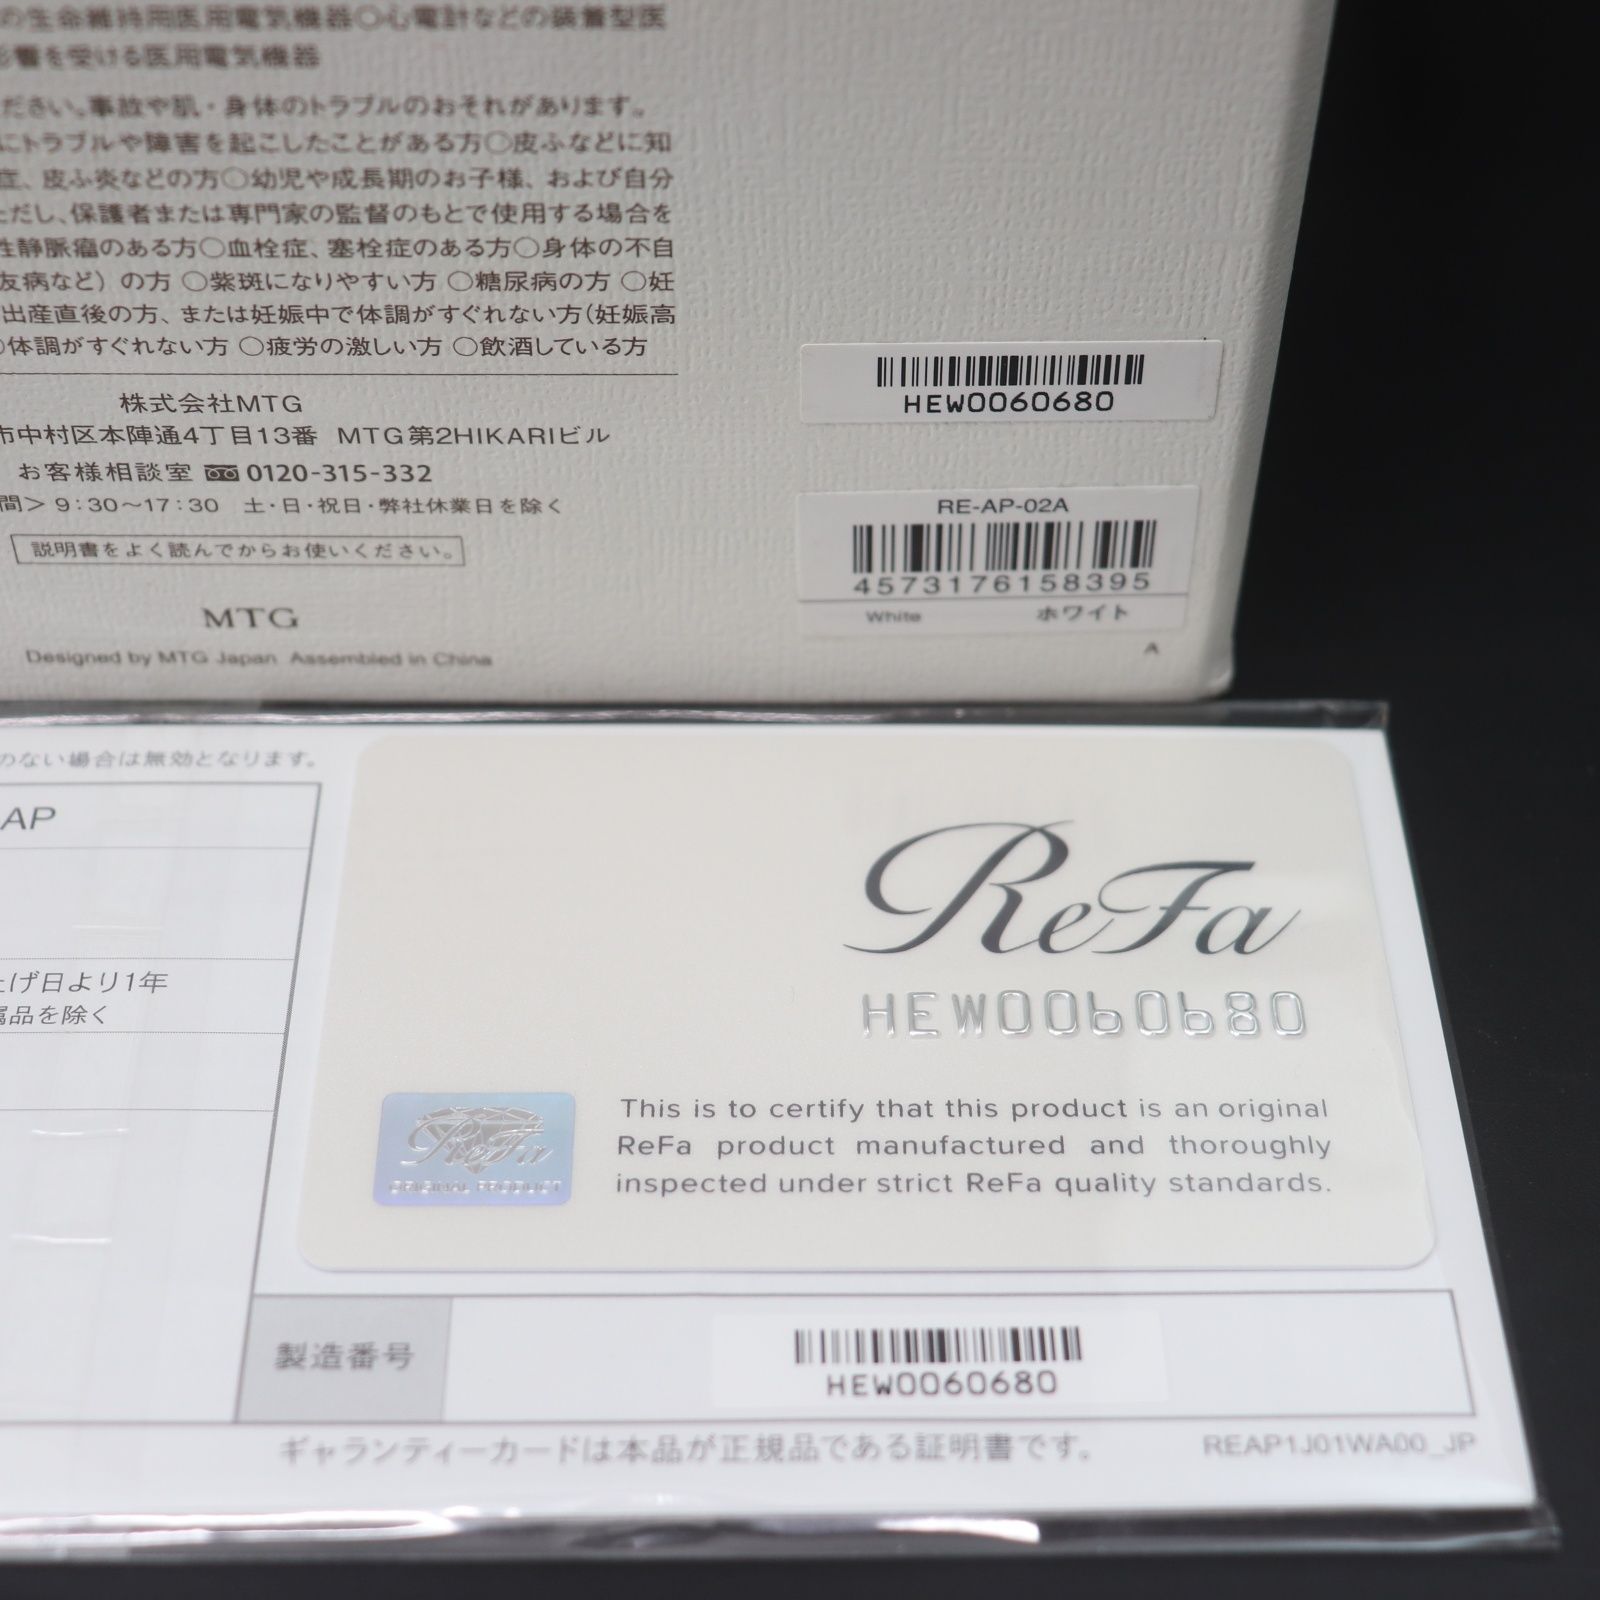 の生命維持用医用電気機器○心電計などの装着型医
影響を受ける医用電気機器
ださい。事故や肌・身体のトラブルのおそれがあります。
にトラブルや障害を起こしたことがある方○皮ふなどに知
症、皮ふ炎などの方○幼児や成長期のお子様、および自分
ただし、保護者または専門家の監督のもとで使用する場合を
性静脈瘤のある方○血栓症、塞栓症のある方○身体の不自
友病など）の方 ○紫斑になりやすい方 ○糖尿病の方 ○妊
出産直後の方、または妊娠中で体調がすぐれない方(妊娠高
○体調がすぐれない方 ○疲労の激しい方 ○飲酒している方
株式会社MTG
市中村区本陣通4丁目13番 MTG第2HIKARIビル
お客様相談室 0120-315-332
間> 9:30〜17:30 土・日・祝日・弊社休業日を除く
説明書をよく読んでからお使いください。
MTG
Designed by MTG Japan Assembled in China
HEW0060680
RE-AP-02A
4573176158395
White ホワイト
A
のない場合は無効となります。
AP
上げ日より1年
属品を除く
ReFa
HEW0060680
ReFa
ORIGINAL PRODUCT
This is to certify that this product is an original
ReFa product manufactured and thoroughly
inspected under strict ReFa quality standards.
製造番号
HEW0060680
ギャランティーカードは本品が正規品である証明書です。
REAP1J01WA00_JP